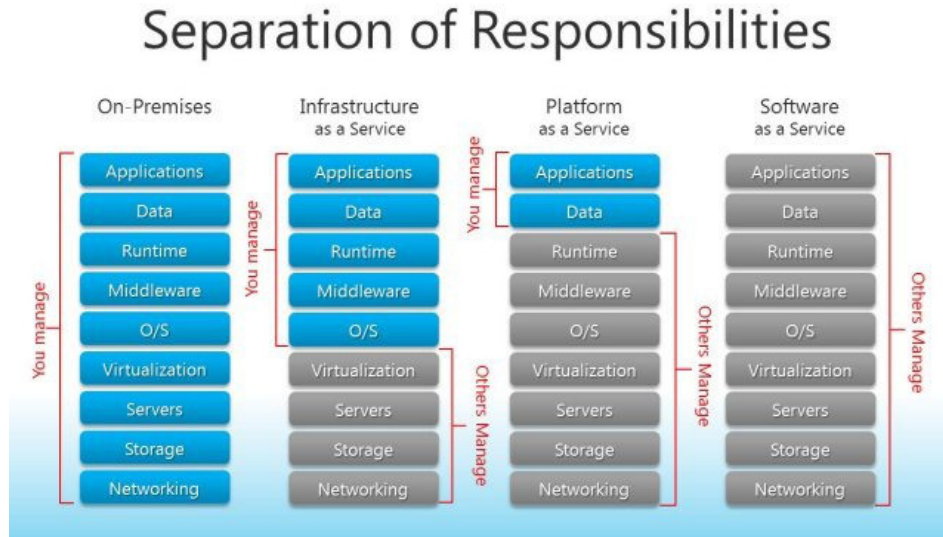 Separation of Responsibilities
On-Premises
You manage
Applications
Data
Runtime
Middleware
O/S
Virtualization
Servers
Storage
Networking
Infrastructure
as a Service
You manage
Applications
Data
Runtime
Middleware
O/S
Virtualization
Servers
Storage
Networking
Others Manage
Platform
as a Service
You manage
Applications
Data
Runtime
Middleware
O/S
Virtualization
Servers
Storage
Networking
Others Manage
Software
as a Service
Applications
Data
Runtime
Middleware
O/S
Virtualization
Servers
Storage
Networking
Others Manage